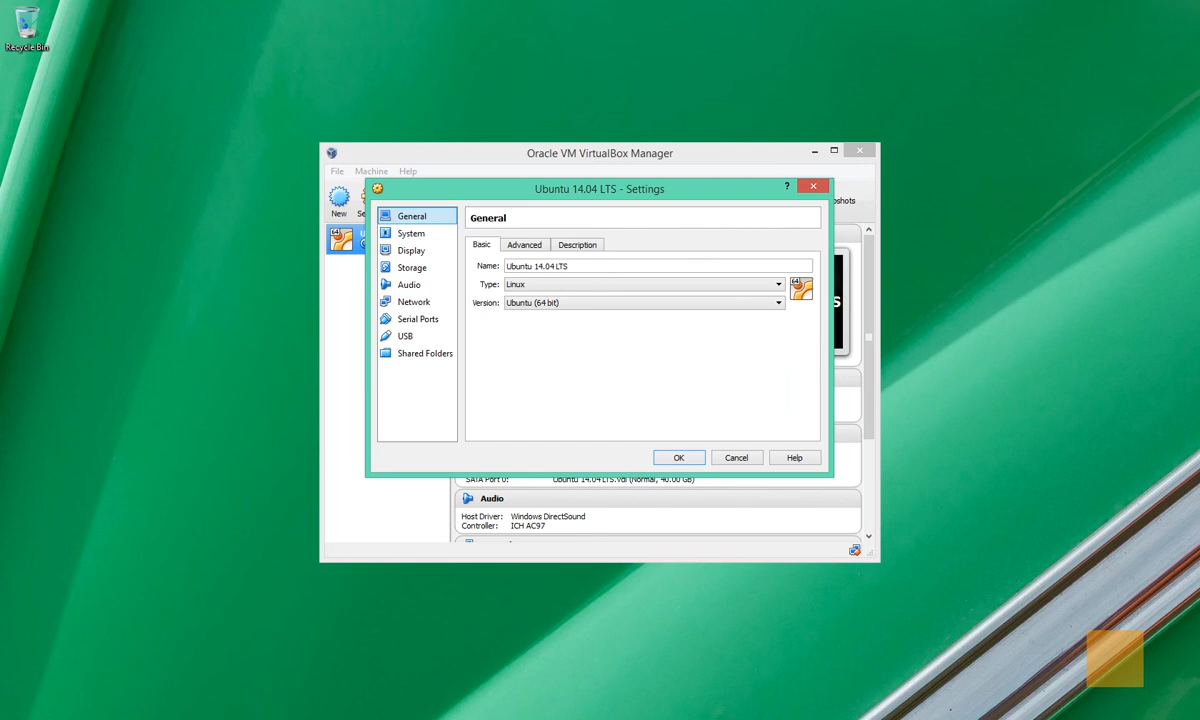 Recycle Bin
Oracle VM VirtualBox Manager
File Machine Help
Ubuntu 14.04 LTS - Settings
?
New
General
System
Display
Storage
Audio
Network
Serial Ports
USB
Shared Folders
General
Basic Advanced Description
Name: Ubuntu 14.04 LTS
Type: Linux
Version: Ubuntu (64 bit)
64
OK Cancel Help
64
SATA Port 0: Ubuntu 14.04 LTS.vdi (Normal, 40.00 GB)
Audio
Host Driver: Windows DirectSound
Controller: ICH AC97